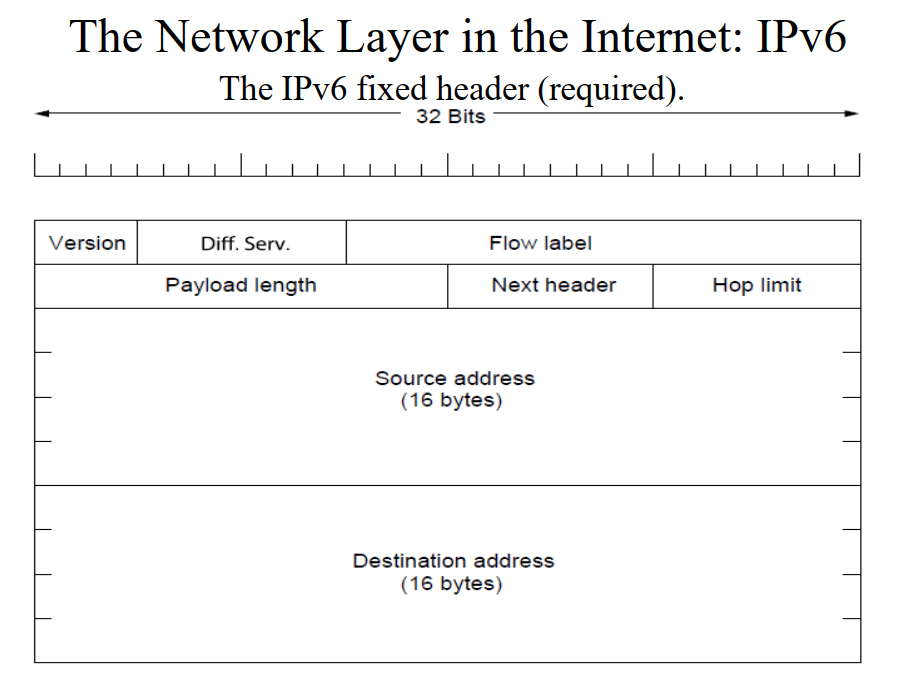 The Network Layer in the Internet: IPv6
The IPv6 fixed header (required).
32 Bits
Version Diff. Serv. Flow label
Payload length Next header Hop limit
Source address
(16 bytes)
Destination address
(16 bytes)